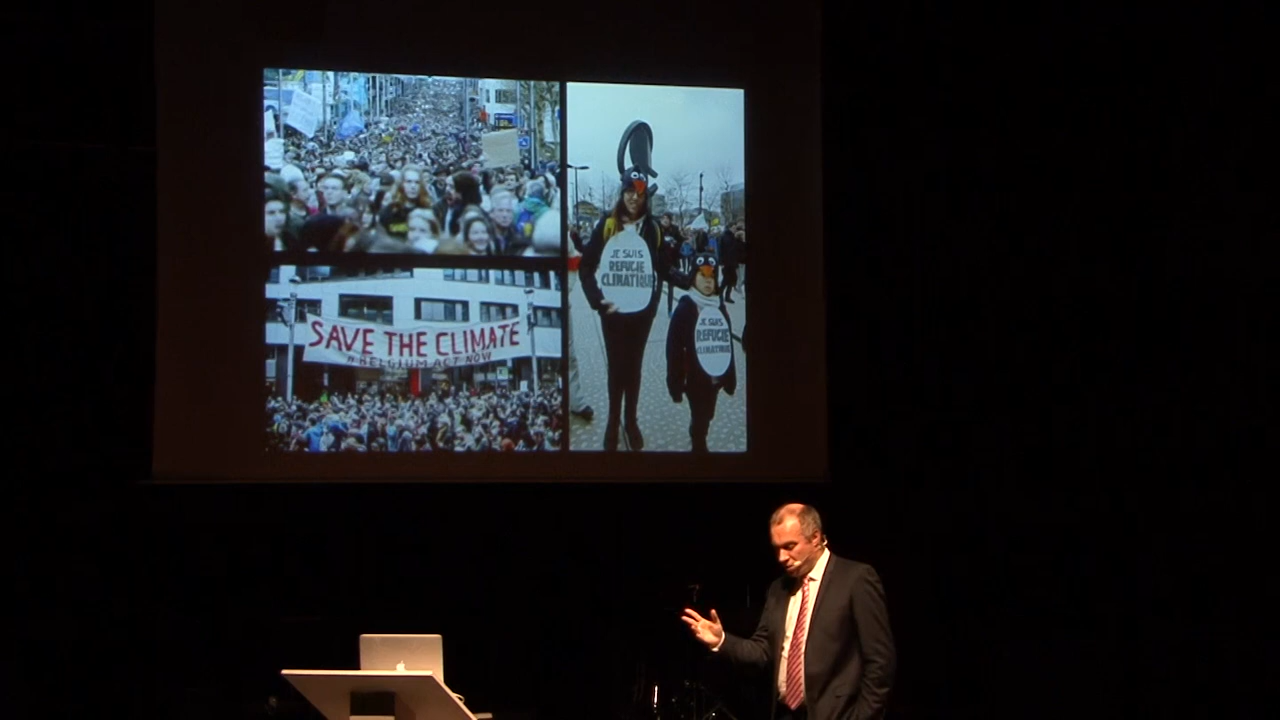 SAVE THE CLIMATE
# BELGIUM ACT NOW
JE SUIS
REFUGIE
CLIMATIQUE
JE SUIS
REFUGIE
CLIMATIQUE